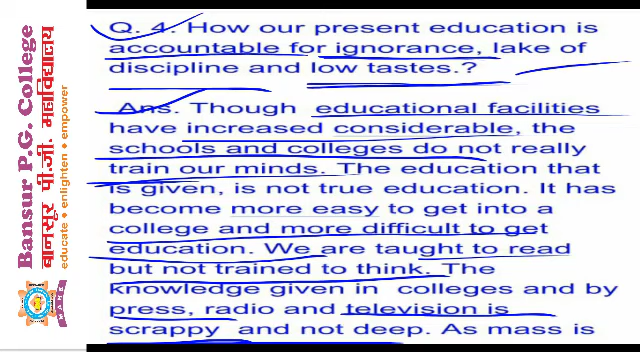 Q. 4. How our present education is
accountable for ignorance, lake of
discipline and low tastes.?
Ans. Though educational facilities
have increased considerable, the
schools and colleges do not really
train our minds. The education that
is given, is not true education. It has
become more easy to get into a
college and more difficult to get
education. We are taught to read
but not trained to think. The
knowledge given in colleges and by
press, radio and television is
scrappy and not deep. As mass is
Bansur P.G. College
बानसूर पी.जी. महाविद्यालय
educate • enlighten • empower